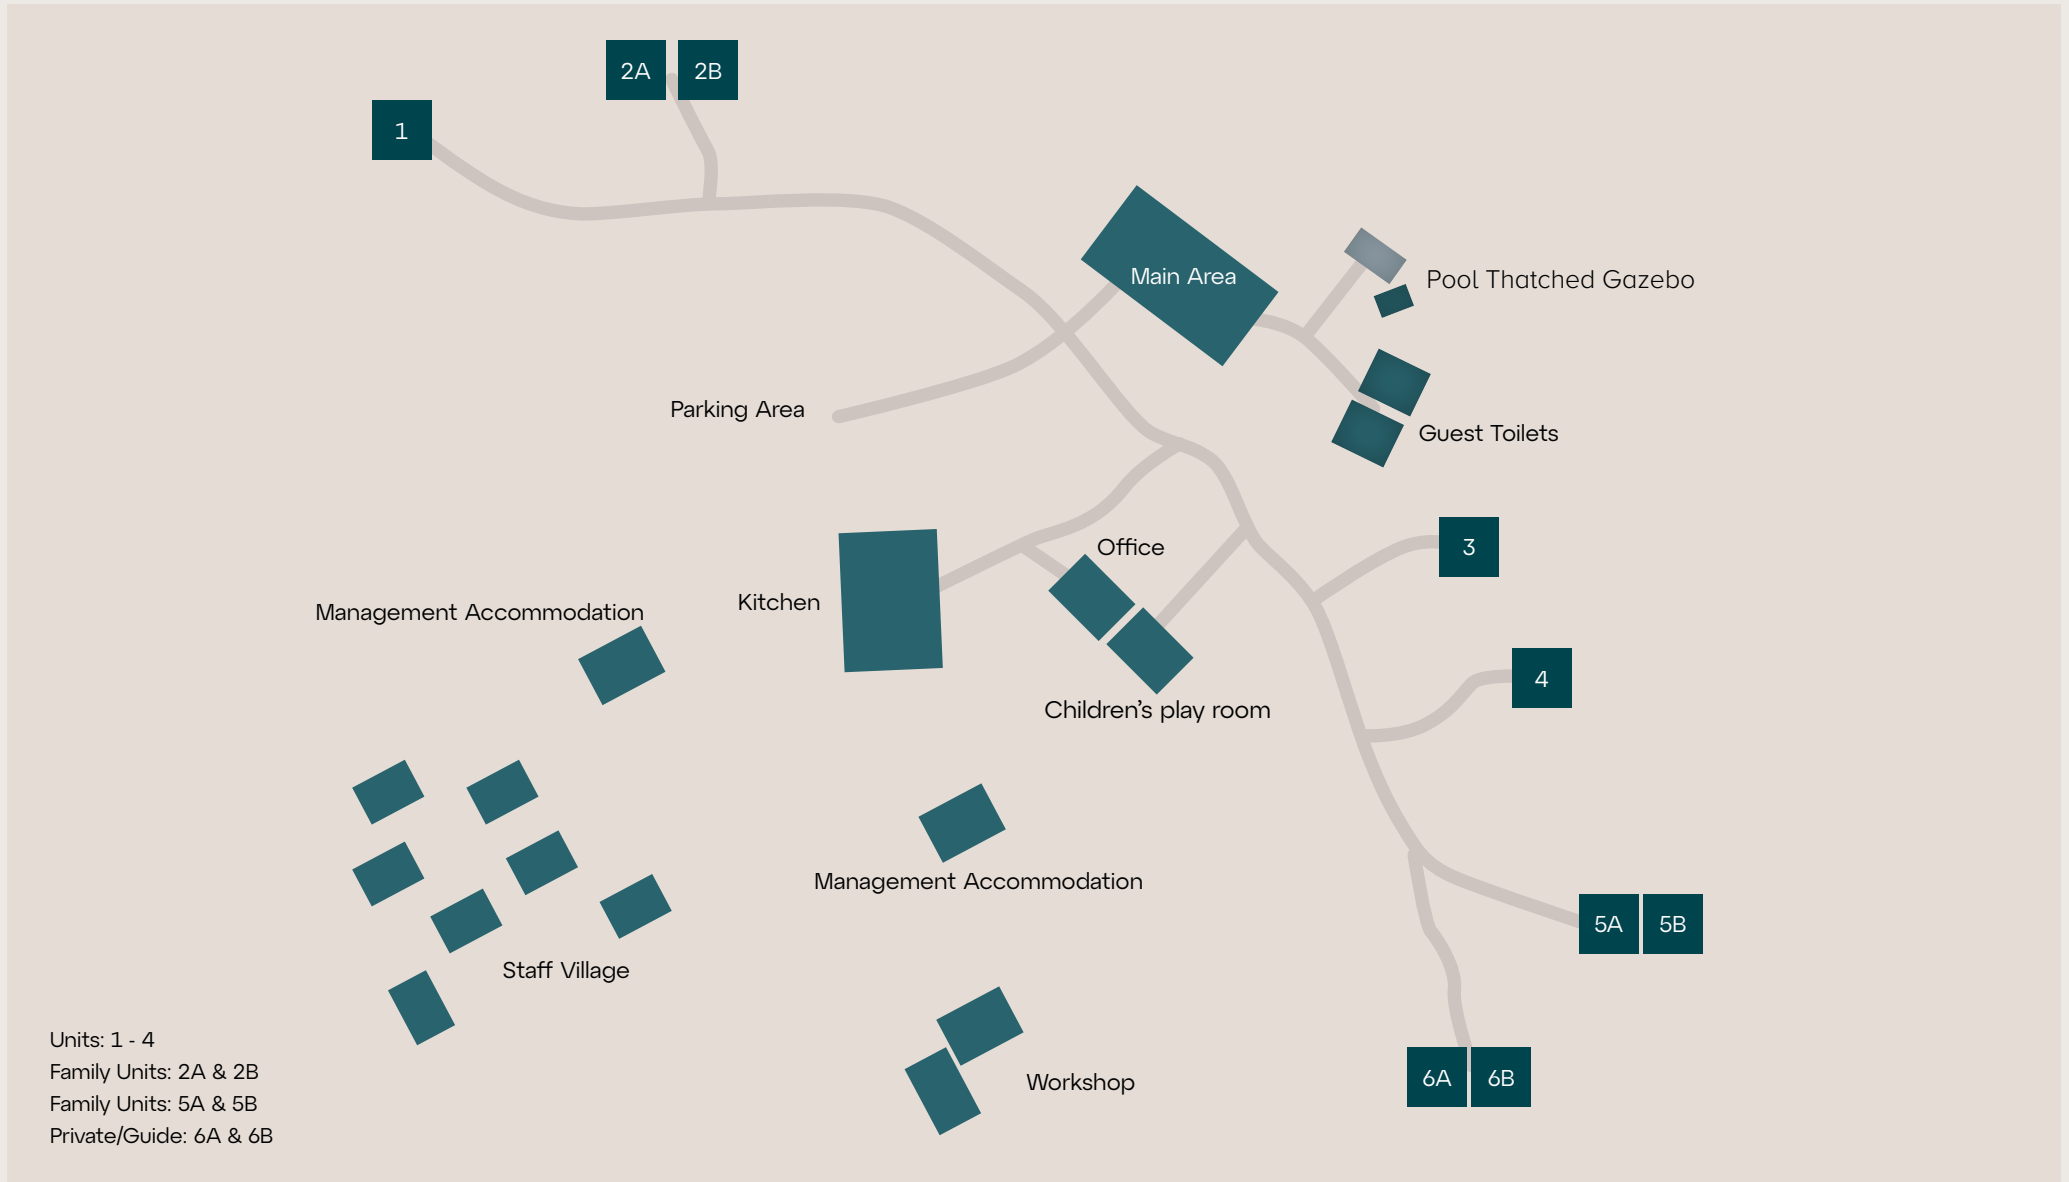 2A
2B
1
Main Area
Pool Thatched Gazebo
Parking Area
Guest Toilets
Office
3
Kitchen
Management Accommodation
4
Children’s play room
Management Accommodation
5A
5B
Staff Village
6A
6B
Workshop
Units: 1 - 4
Family Units: 2A & 2B
Family Units: 5A & 5B
Private/Guide: 6A & 6B